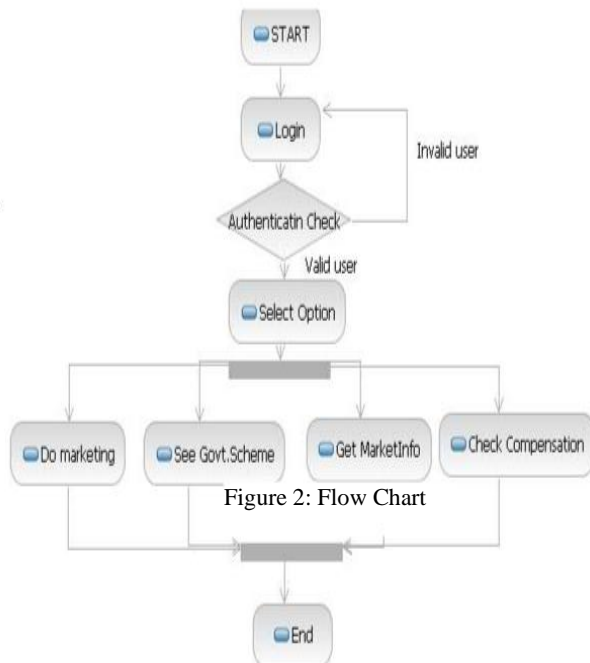 START
Login
Invalid user
Authenticatin Check
Valid user
Select Option
Do marketing
See Govt.Scheme
Get MarketInfo
Check Compensation
Figure 2: Flow Chart
End